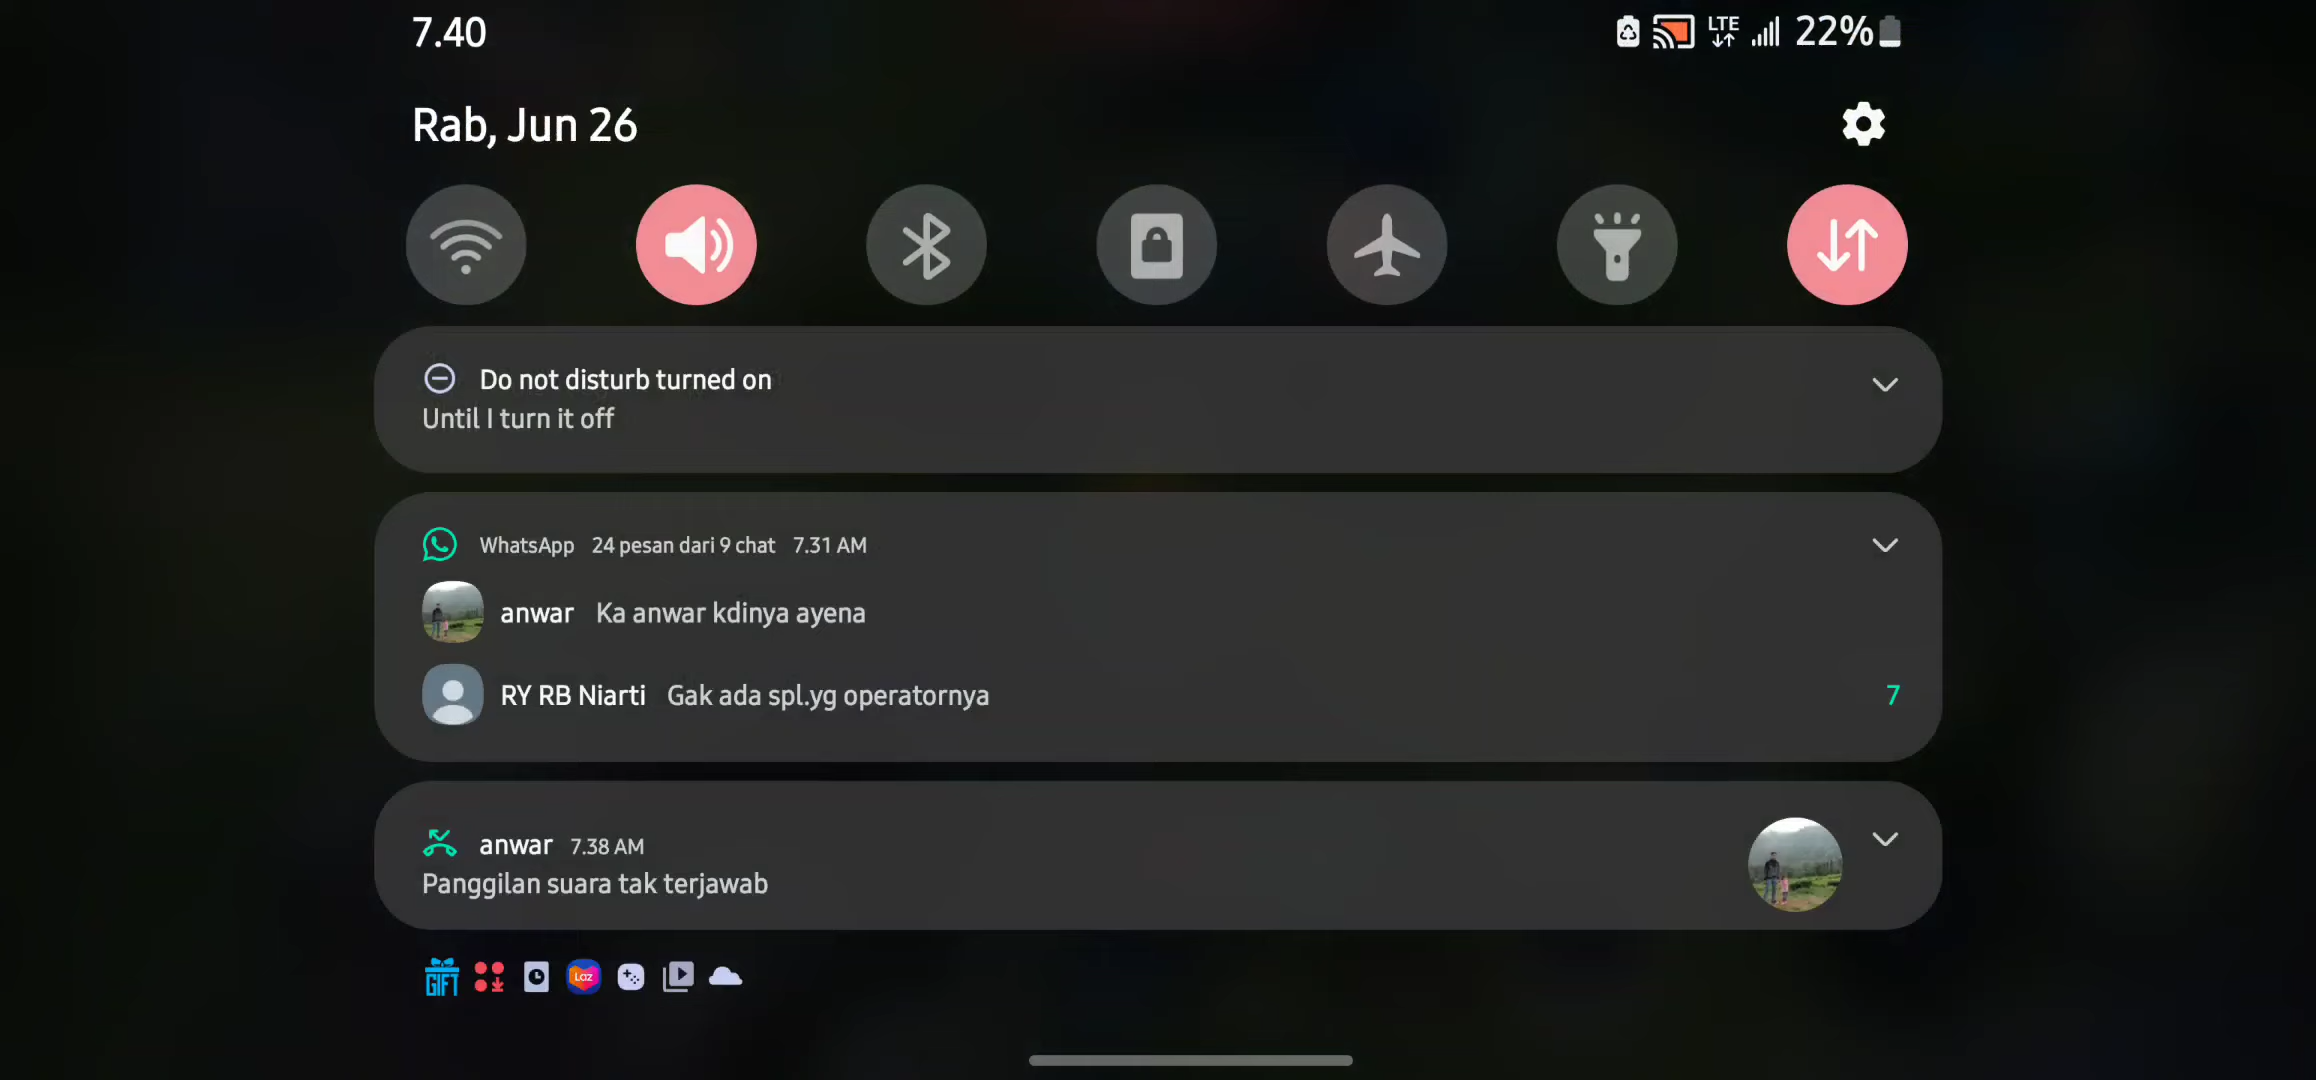 7.40
LTE 22%
Rab, Jun 26
Do not disturb turned on
Until I turn it off
WhatsApp 24 pesan dari 9 chat 7.31 AM
anwar Ka anwar kdinya ayena
RY RB Niarti Gak ada spl.yg operatornya 7
anwar 7.38 AM
Panggilan suara tak terjawab
GIFT Laz